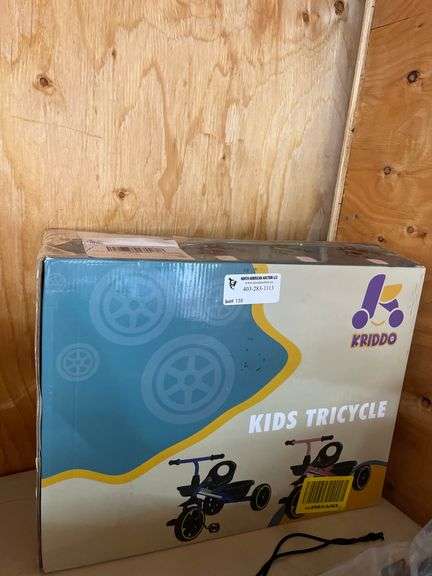 NORTH AMERICAN AUCTION LLC
403-283-1113
KRIDDO
KIDS TRICYCLE